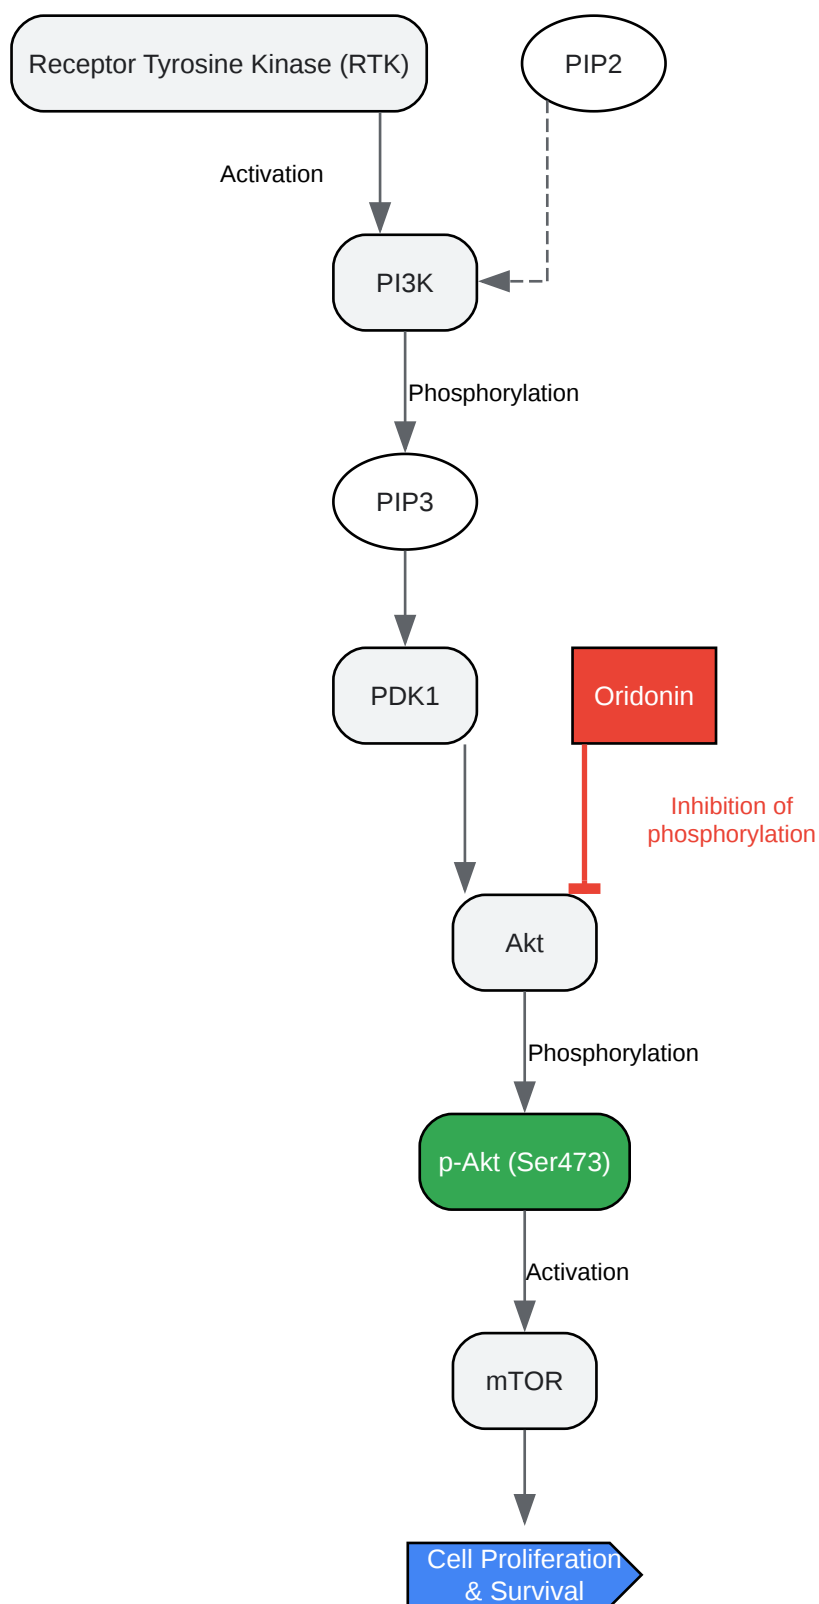 Receptor Tyrosine Kinase (RTK)
PIP2
Activation
PI3K
Phosphorylation
PIP3
PDK1
Oridonin
Inhibition of
phosphorylation
Akt
Phosphorylation
p-Akt (Ser473)
Activation
mTOR
Cell Proliferation
& Survival